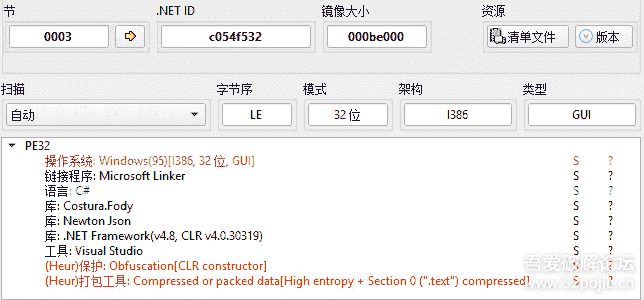 节 .NET ID 镜像大小 资源
0003 c054f532 000be000 清单文件 版本
扫描 字节序 模式 架构 类型
自动 LE 32 位 I386 GUI
PE32
操作系统: Windows(95)[I386, 32 位, GUI] S ?
链接程序: Microsoft Linker S ?
语言: C# S ?
库: Costura.Fody S ?
库: Newton Json S ?
库: .NET Framework(v4.8, CLR v4.0.30319) S ?
工具: Visual Studio S ?
(Heur)保护: Obfuscation[CLR constructor] S ?
(Heur)打包工具: Compressed or packed data[High entropy + Section 0 (".text") compressed] S ?
吾爱破解论坛
www.52pojie.cn